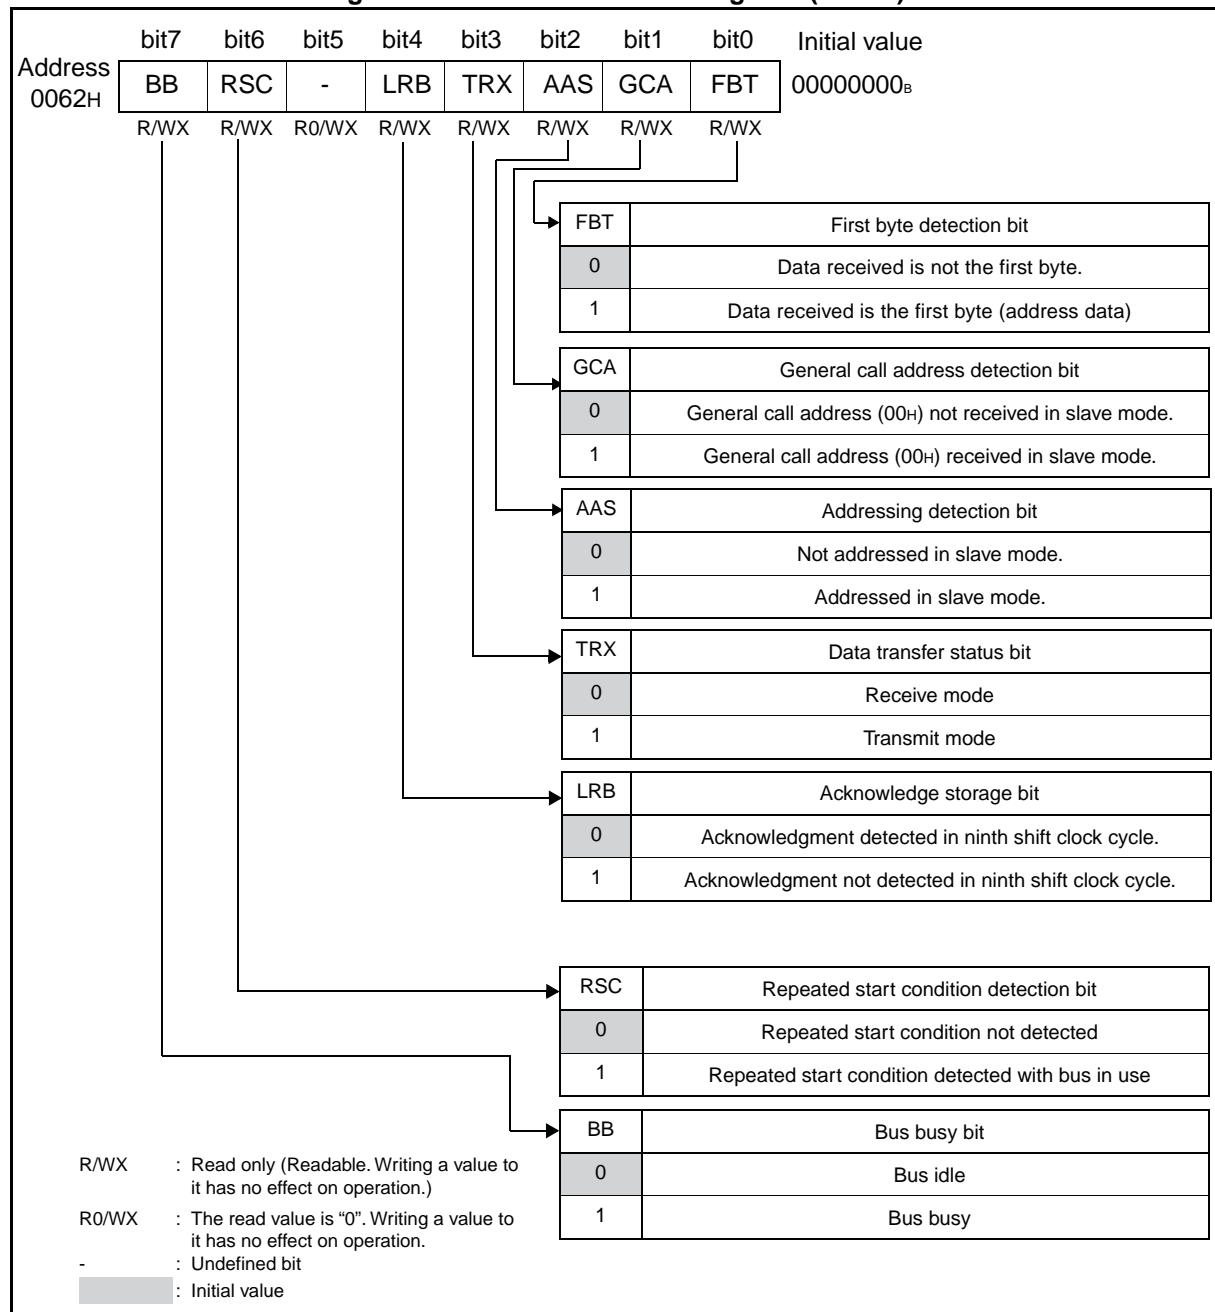 bit7 bit6 bit5 bit4 bit3 bit2 bit1 bit0 Initial value
Address
0062H BB RSC - LRB TRX AAS GCA FBT 00000000B
R/WX R/WX R0/WX R/WX R/WX R/WX R/WX R/WX
FBT First byte detection bit
0 Data received is not the first byte.
1 Data received is the first byte (address data)
GCA General call address detection bit
0 General call address (00H) not received in slave mode.
1 General call address (00H) received in slave mode.
AAS Addressing detection bit
0 Not addressed in slave mode.
1 Addressed in slave mode.
TRX Data transfer status bit
0 Receive mode
1 Transmit mode
LRB Acknowledge storage bit
0 Acknowledgment detected in ninth shift clock cycle.
1 Acknowledgment not detected in ninth shift clock cycle.
RSC Repeated start condition detection bit
0 Repeated start condition not detected
1 Repeated start condition detected with bus in use
BB Bus busy bit
0 Bus idle
1 Bus busy
R/WX : Read only (Readable. Writing a value to
it has no effect on operation.)
R0/WX : The read value is “0”. Writing a value to
it has no effect on operation.
- : Undefined bit
: Initial value